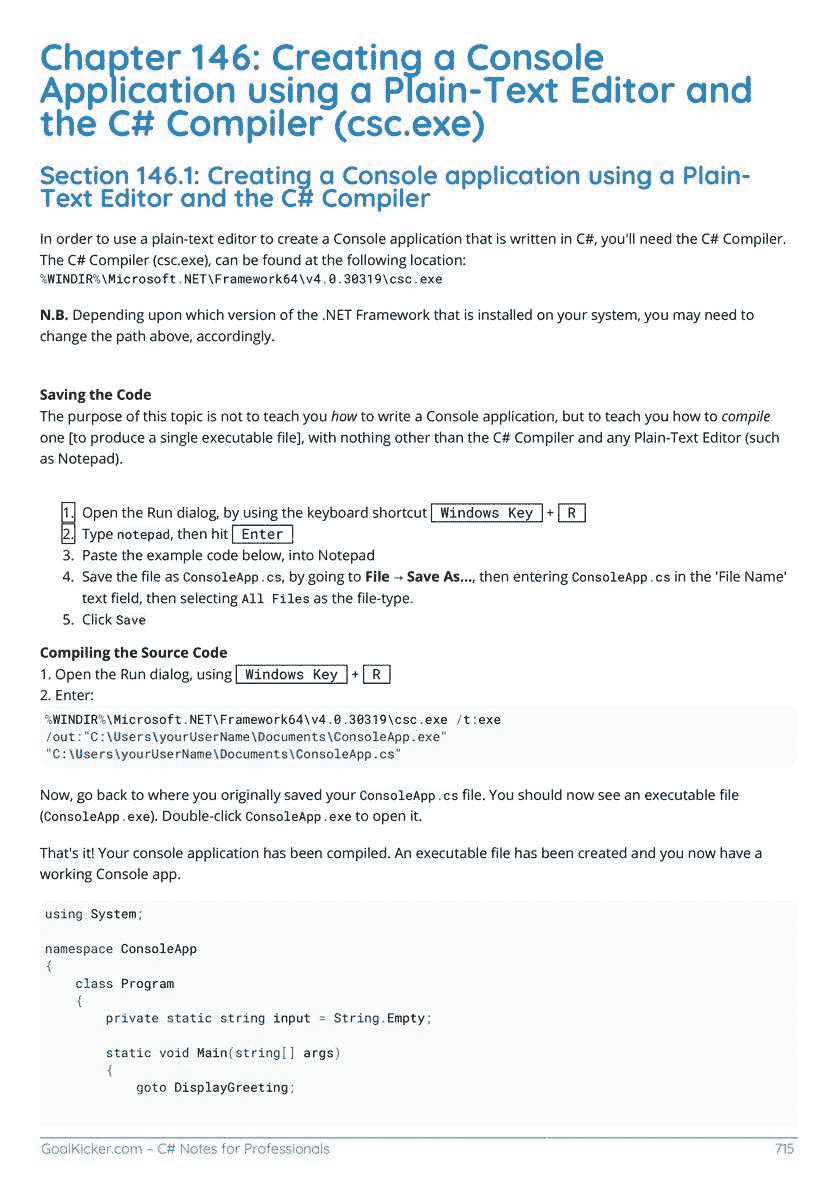 Chapter 146: Creating a Console
Application using a Plain-Text Editor and
the C# Compiler (csc.exe)
Section 146.1: Creating a Console application using a Plain-
Text Editor and the C# Compiler
In order to use a plain-text editor to create a Console application that is written in C#, you'll need the C# Compiler.
The C# Compiler (csc.exe), can be found at the following location:
%WINDIR%\Microsoft.NET\Framework64\v4.0.30319\csc.exe
N.B. Depending upon which version of the .NET Framework that is installed on your system, you may need to
change the path above, accordingly.
Saving the Code
The purpose of this topic is not to teach you how to write a Console application, but to teach you how to compile
one [to produce a single executable file], with nothing other than the C# Compiler and any Plain-Text Editor (such
as Notepad).
1. Open the Run dialog, by using the keyboard shortcut Windows Key + R
2. Type notepad, then hit Enter
3. Paste the example code below, into Notepad
4. Save the file as ConsoleApp.cs, by going to File → Save As..., then entering ConsoleApp.cs in the 'File Name'
text field, then selecting All Files as the file-type.
5. Click Save
Compiling the Source Code
1. Open the Run dialog, using Windows Key + R
2. Enter:
%WINDIR%\Microsoft.NET\Framework64\v4.0.30319\csc.exe /t:exe
/out:"C:\Users\yourUserName\Documents\ConsoleApp.exe"
"C:\Users\yourUserName\Documents\ConsoleApp.cs"
Now, go back to where you originally saved your ConsoleApp.cs file. You should now see an executable file
(ConsoleApp.exe). Double-click ConsoleApp.exe to open it.
That's it! Your console application has been compiled. An executable file has been created and you now have a
working Console app.
using System;
namespace ConsoleApp
{
    class Program
    {
        private static string input = String.Empty;
        static void Main(string[] args)
        {
            goto DisplayGreeting;
GoalKicker.com – C# Notes for Professionals 715